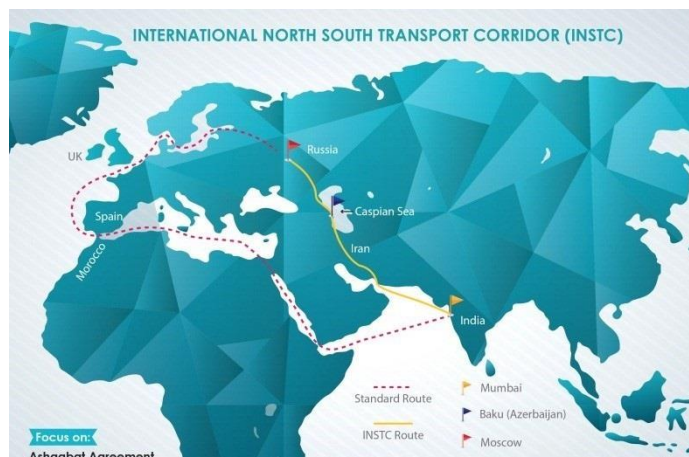 INTERNATIONAL NORTH SOUTH TRANSPORT CORRIDOR (INSTC)
UK
Russia
Spain
Caspian Sea
Iran
Morocco
India
Standard Route
INSTC Route
Mumbai
Baku (Azerbaijan)
Moscow
Focus on:
Ashgabat Agreement